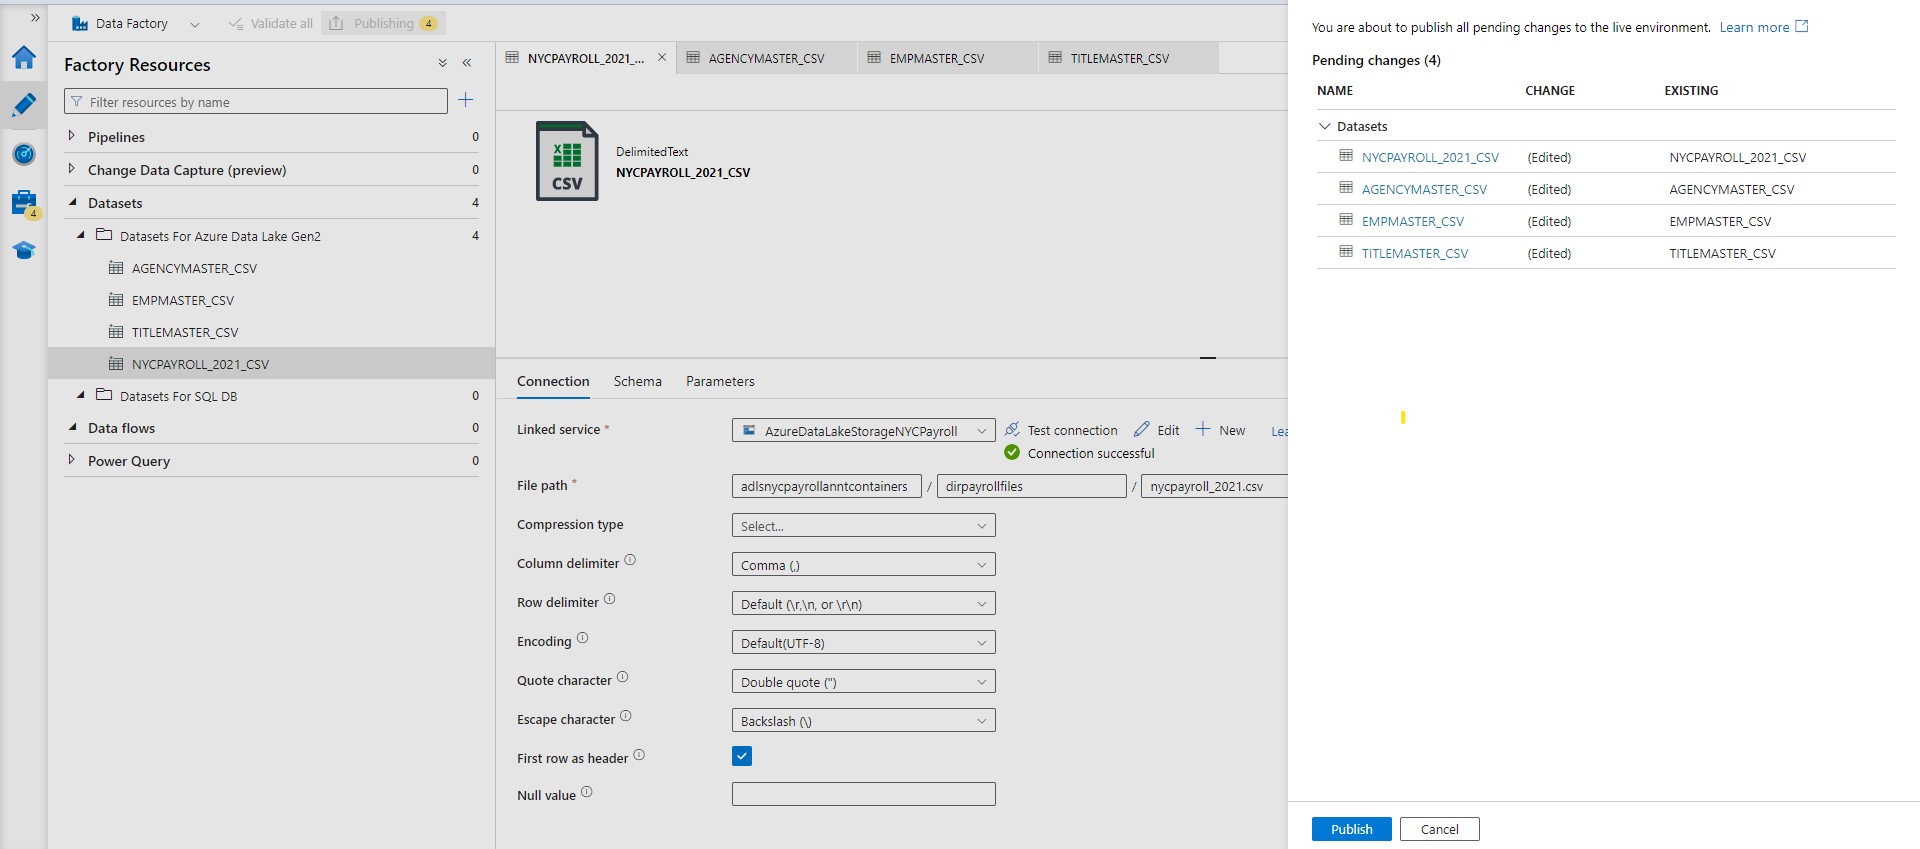 »
Data Factory
Validate all
Publishing 4
Factory Resources
«
Filter resources by name
+
Pipelines 0
Change Data Capture (preview) 0
Datasets 4
Datasets For Azure Data Lake Gen2 4
AGENCYMASTER_CSV
EMPMASTER_CSV
TITLEMASTER_CSV
NYCPAYROLL_2021_CSV
Datasets For SQL DB 0
Data flows 0
Power Query 0
4
NYCPAYROLL_2021_... AGENCYMASTER_CSV EMPMASTER_CSV TITLEMASTER_CSV
CSV
DelimitedText
NYCPAYROLL_2021_CSV
Connection Schema Parameters
Linked service * AzureDataLakeStorageNYCPayroll Test connection Edit New Lea
Connection successful
File path * adlsnycpayrollanntcontainers / dirpayrollfiles / nycpayroll_2021.csv
Compression type Select...
Column delimiter Comma (,)
Row delimiter Default (\r,\n, or \r\n)
Encoding Default(UTF-8)
Quote character Double quote (")
Escape character Backslash (\)
First row as header
Null value
You are about to publish all pending changes to the live environment. Learn more
Pending changes (4)
NAME CHANGE EXISTING
Datasets
NYCPAYROLL_2021_CSV (Edited) NYCPAYROLL_2021_CSV
AGENCYMASTER_CSV (Edited) AGENCYMASTER_CSV
EMPMASTER_CSV (Edited) EMPMASTER_CSV
TITLEMASTER_CSV (Edited) TITLEMASTER_CSV
Publish Cancel